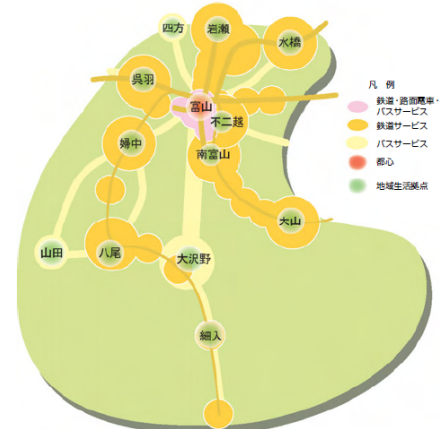 四方
岩瀬
水橋
呉羽
富山
不二越
婦中
南富山
大山
山田
八尾
大沢野
細入
凡 例
鉄道・路面電車・
バスサービス
鉄道サービス
バスサービス
都心
地域生活拠点